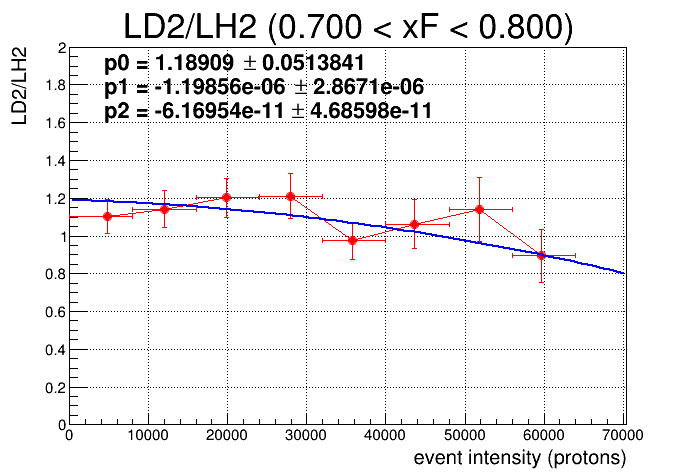 LD2/LH2 (0.700 < xF < 0.800)
LD2/LH2
p0 = 1.18909 ± 0.0513841
p1 = -1.19856e-06 ± 2.8671e-06
p2 = -6.16954e-11 ± 4.68598e-11
2
1.8
1.6
1.4
1.2
1
0.8
0.6
0.4
0.2
0
0 10000 20000 30000 40000 50000 60000 70000
event intensity (protons)